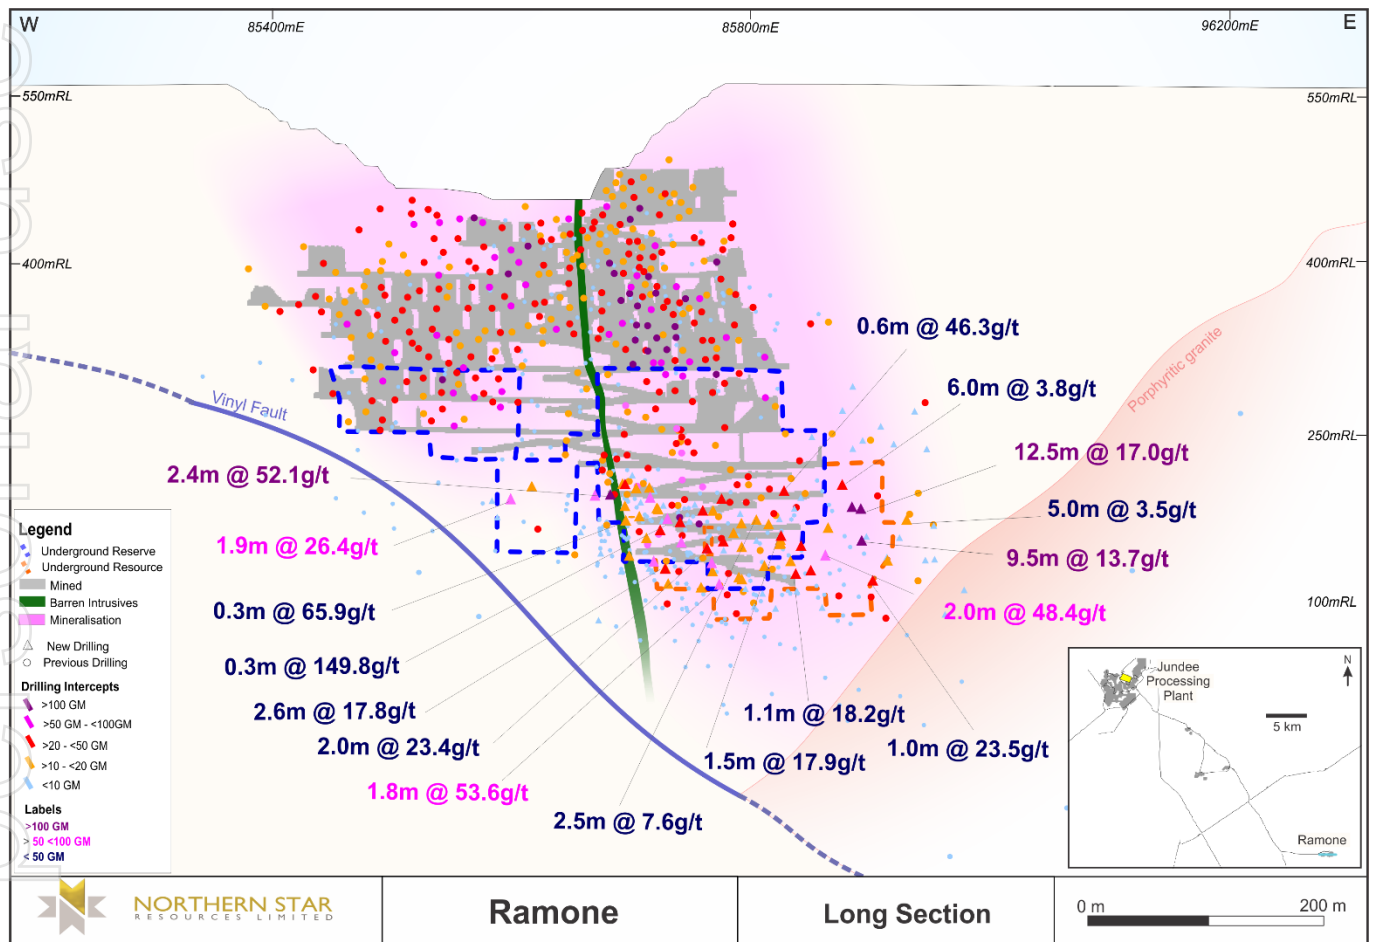 W
85400mE
85800mE
96200mE
E
550mRL
550mRL
400mRL
400mRL
250mRL
100mRL
Vinyl Fault
Porphyritic granite
0.6m @ 46.3g/t
6.0m @ 3.8g/t
12.5m @ 17.0g/t
5.0m @ 3.5g/t
9.5m @ 13.7g/t
2.0m @ 48.4g/t
2.4m @ 52.1g/t
1.9m @ 26.4g/t
0.3m @ 65.9g/t
0.3m @ 149.8g/t
2.6m @ 17.8g/t
2.0m @ 23.4g/t
1.8m @ 53.6g/t
2.5m @ 7.6g/t
1.1m @ 18.2g/t
1.5m @ 17.9g/t
1.0m @ 23.5g/t
Legend
Underground Reserve
Underground Resource
Mined
Barren Intrusives
Mineralisation
New Drilling
Previous Drilling
Drilling Intercepts
>100 GM
>50 GM - <100GM
>20 - <50 GM
>10 - <20 GM
<10 GM
Labels
>100 GM
> 50 <100 GM
< 50 GM
Jundee
Processing
Plant
N
5 km
Ramone
NORTHERN STAR
RESOURCES LIMITED
Ramone
Long Section
0 m
200 m